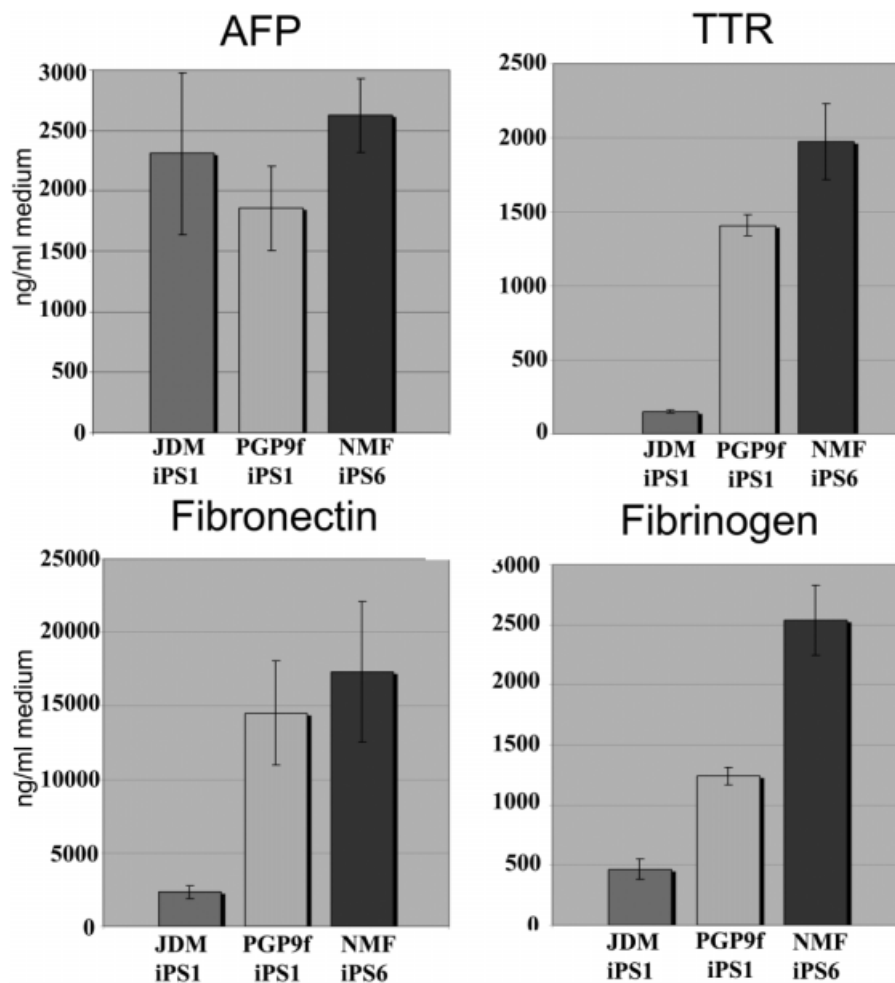 AFP
3000
2500
2000
1500
1000
500
0
ng/ml medium
JDM PGP9f NMF
iPS1 iPS1 iPS6
TTR
2500
2000
1500
1000
500
0
JDM PGP9f NMF
iPS1 iPS1 iPS6
Fibronectin
25000
20000
15000
10000
5000
0
ng/ml medium
JDM PGP9f NMF
iPS1 iPS1 iPS6
Fibrinogen
3000
2500
2000
1500
1000
500
0
JDM PGP9f NMF
iPS1 iPS1 iPS6